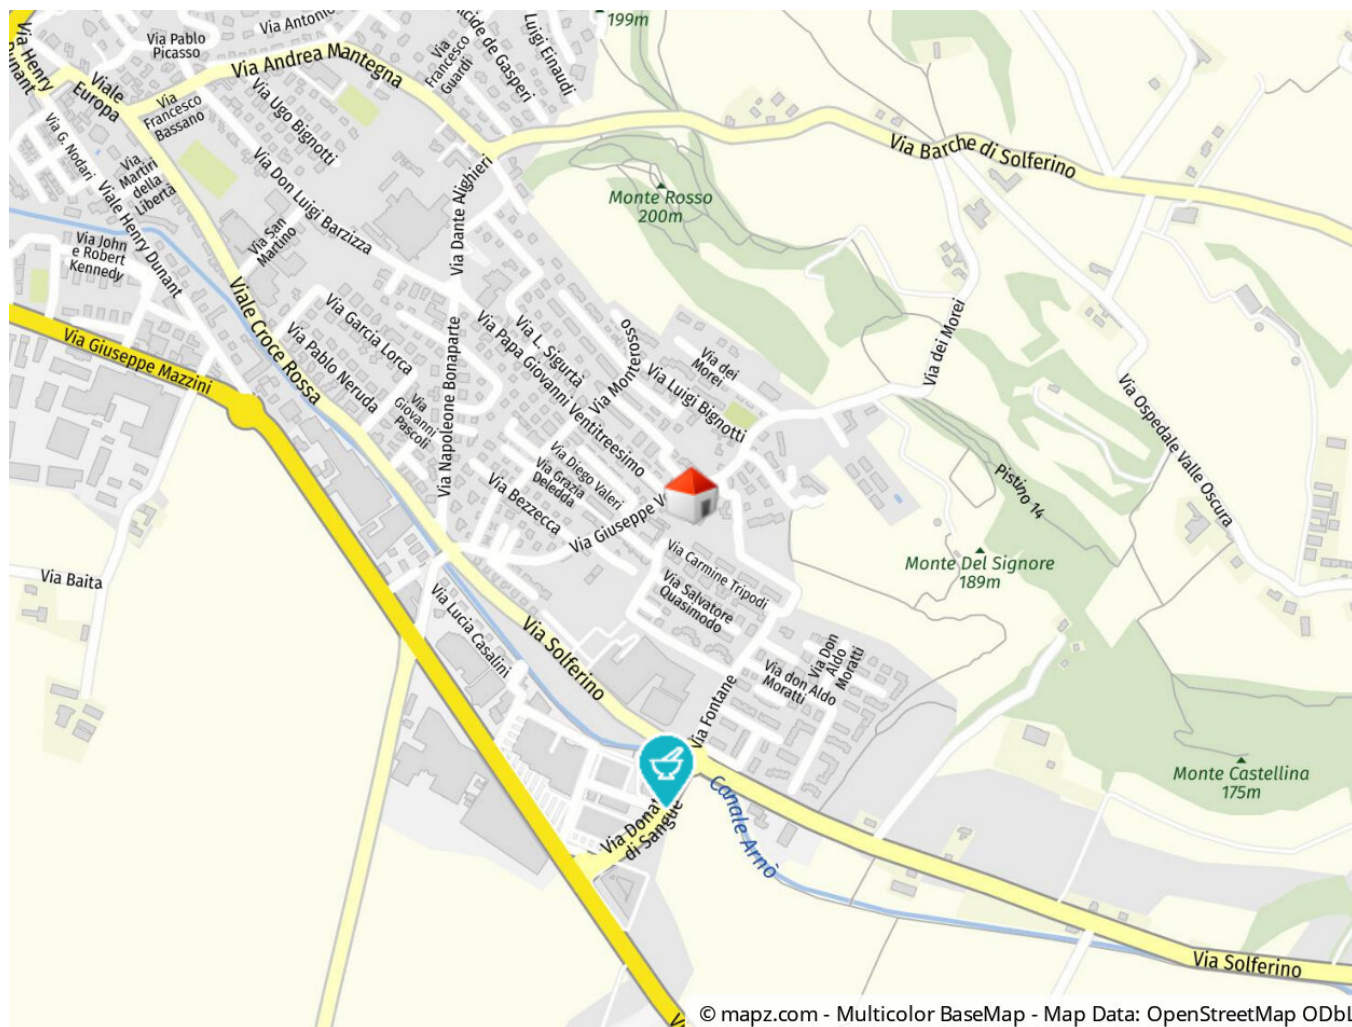 199m
Via Antonio
Via Pablo
Picasso
Via Henry
Dunant
Viale
Europa
Via
Francesco
Bassano
Via Andrea Mantegna
Via
Francesco
Guardi
cide de Gasperi
Luigi Einaudi
Via Ugo Bignotti
Via G. Nodari
Via
Martiri
della
Libertà
Via Don Luigi Barzizza
Via Dante Alighieri
Via Barche di Solferino
Monte Rosso
200m
Viale Henry Dunant
Via San
Martino
Via John
e Robert
Kennedy
Viale Croce Rossa
Via Garcia Lorca
Via Pablo Neruda
Via Giuseppe Mazzini
Via Napoleone Bonaparte
Via Giovanni
Pascoli
Via Papa Giovanni Ventitreesimo
Via L. Sigurtà
Via Monterosso
Via dei
Morei
Via Luigi Bignotti
Via dei Morei
Via Ospedale Valle Oscura
Via Diego Valeri
Via Grazia
Deledda
Via Bezzecca
Via Giuseppe
Pistino 14
Via Carmine Tripodi
Via Salvatore
Quasimodo
Monte Del Signore
189m
Via Baita
Via Lucia Casalini
Via Solferino
Via Don
Aldo
Moratti
Via don Aldo
Moratti
Via Fontane
Monte Castellina
175m
Via Donat
di Sangue
Canale Arnò
Via Solferino
© mapz.com - Multicolor BaseMap - Map Data: OpenStreetMap ODbL